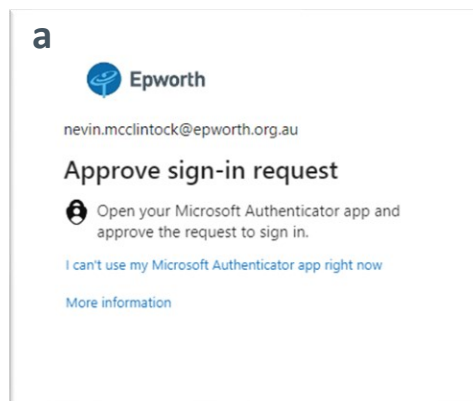 a
Epworth
nevin.mcclintock@epworth.org.au
Approve sign-in request
Open your Microsoft Authenticator app and
approve the request to sign in.
I can't use my Microsoft Authenticator app right now
More information